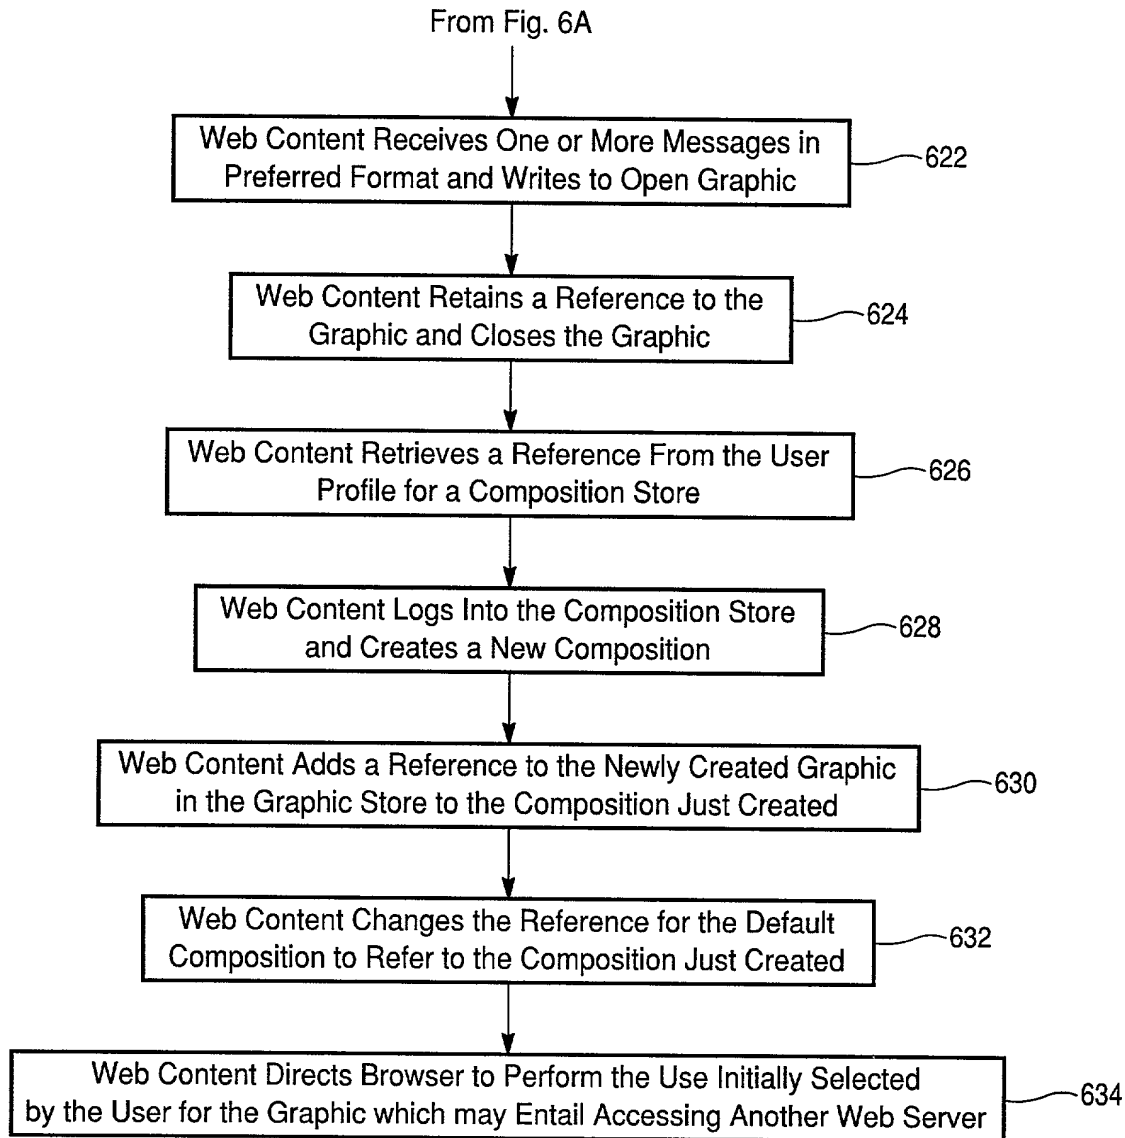 From Fig. 6A
Web Content Receives One or More Messages in
Preferred Format and Writes to Open Graphic
622
Web Content Retains a Reference to the
Graphic and Closes the Graphic
624
Web Content Retrieves a Reference From the User
Profile for a Composition Store
626
Web Content Logs Into the Composition Store
and Creates a New Composition
628
Web Content Adds a Reference to the Newly Created Graphic
in the Graphic Store to the Composition Just Created
630
Web Content Changes the Reference for the Default
Composition to Refer to the Composition Just Created
632
Web Content Directs Browser to Perform the Use Initially Selected
by the User for the Graphic which may Entail Accessing Another Web Server
634